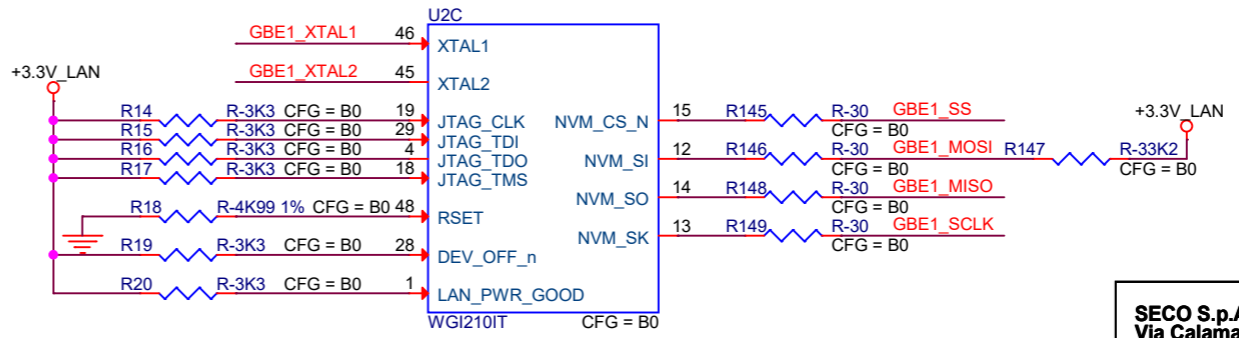 U2C
GBE1_XTAL1 46 XTAL1
GBE1_XTAL2 45 XTAL2
+3.3V_LAN
R14 R-3K3 CFG = B0 19 JTAG_CLK
R15 R-3K3 CFG = B0 29 JTAG_TDI
R16 R-3K3 CFG = B0 4 JTAG_TDO
R17 R-3K3 CFG = B0 18 JTAG_TMS
R18 R-4K99 1% CFG = B0 48 RSET
R19 R-3K3 CFG = B0 28 DEV_OFF_n
R20 R-3K3 CFG = B0 1 LAN_PWR_GOOD
WGI210IT CFG = B0
NVM_CS_N 15 R145 R-30 GBE1_SS
CFG = B0
+3.3V_LAN
NVM_SI 12 R146 R-30 GBE1_MOSI R147 R-33K2
CFG = B0 CFG = B0
NVM_SO 14 R148 R-30 GBE1_MISO
CFG = B0
NVM_SK 13 R149 R-30 GBE1_SCLK
CFG = B0
SECO S.p.A
Via Calama